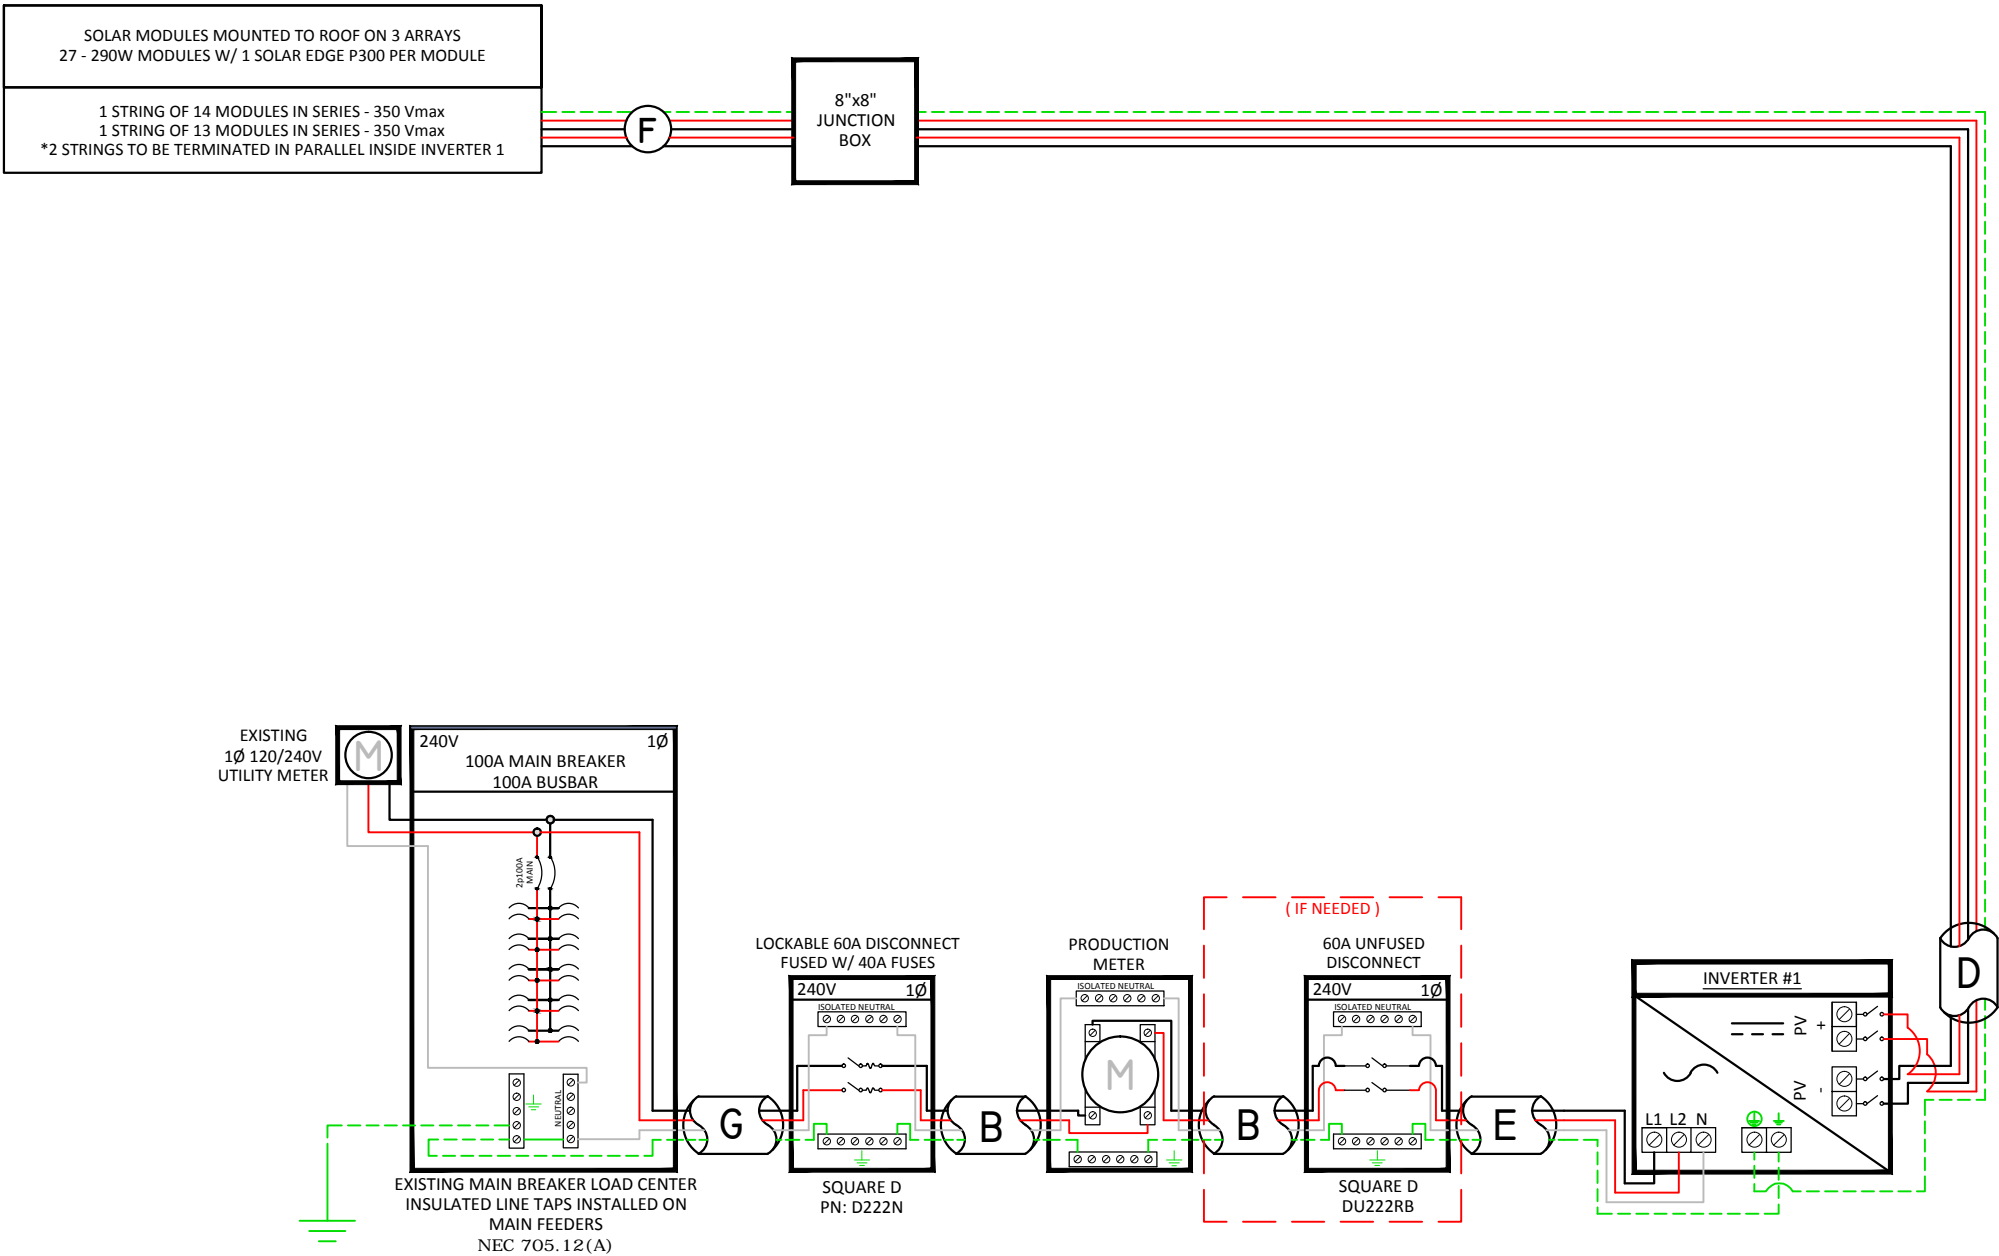 SOLAR MODULES MOUNTED TO ROOF ON 3 ARRAYS
27 - 290W MODULES W/ 1 SOLAR EDGE P300 PER MODULE
1 STRING OF 14 MODULES IN SERIES - 350 Vmax
1 STRING OF 13 MODULES IN SERIES - 350 Vmax
*2 STRINGS TO BE TERMINATED IN PARALLEL INSIDE INVERTER 1
F
8"x8"
JUNCTION
BOX
EXISTING
1Ø 120/240V
UTILITY METER
M
240V 1Ø
100A MAIN BREAKER
100A BUSBAR
2p100A
MAIN
NEUTRAL
EXISTING MAIN BREAKER LOAD CENTER
INSULATED LINE TAPS INSTALLED ON
MAIN FEEDERS
NEC 705.12(A)
G
LOCKABLE 60A DISCONNECT
FUSED W/ 40A FUSES
240V 1Ø
ISOLATED NEUTRAL
SQUARE D
PN: D222N
B
PRODUCTION
METER
ISOLATED NEUTRAL
M
B
( IF NEEDED )
60A UNFUSED
DISCONNECT
240V 1Ø
ISOLATED NEUTRAL
SQUARE D
DU222RB
E
INVERTER #1
PV +
PV -
L1 L2 N
D